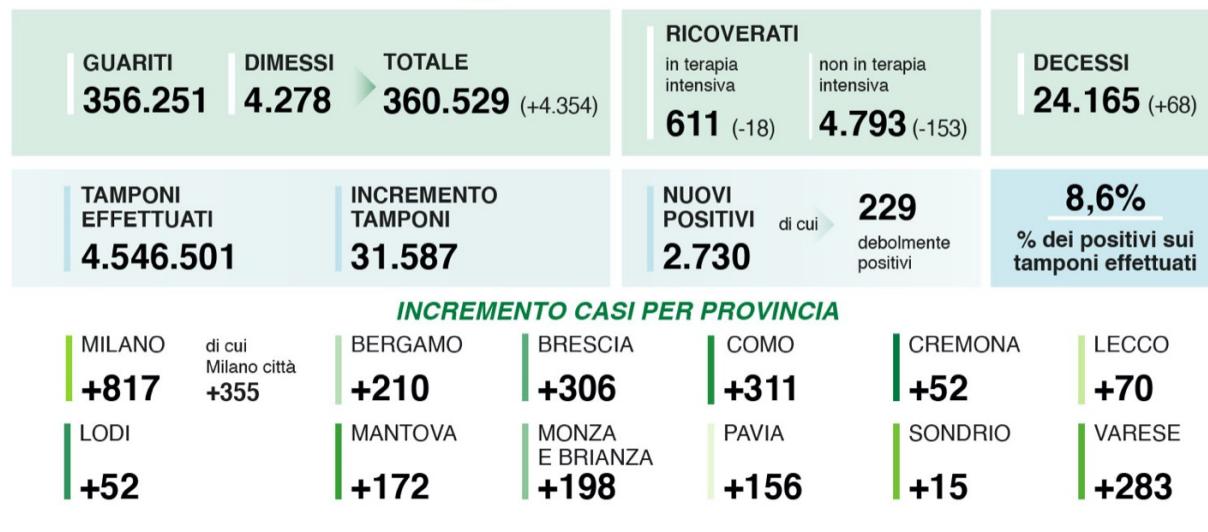 GUARITI
356.251
DIMESSI
4.278
TOTALE
360.529 (+4.354)
RICOVERATI
in terapia
intensiva
611 (-18)
non in terapia
intensiva
4.793 (-153)
DECESSI
24.165 (+68)
TAMPONI
EFFETTUATI
4.546.501
INCREMENTO
TAMPONI
31.587
NUOVI
POSITIVI
2.730
di cui
229
debolmente
positivi
8,6%
% dei positivi sui
tamponi effettuati
INCREMENTO CASI PER PROVINCIA
MILANO
+817
di cui
Milano città
+355
BERGAMO
+210
BRESCIA
+306
COMO
+311
CREMONA
+52
LECCO
+70
LODI
+52
MANTOVA
+172
MONZA
E BRIANZA
+198
PAVIA
+156
SONDRIO
+15
VARESE
+283